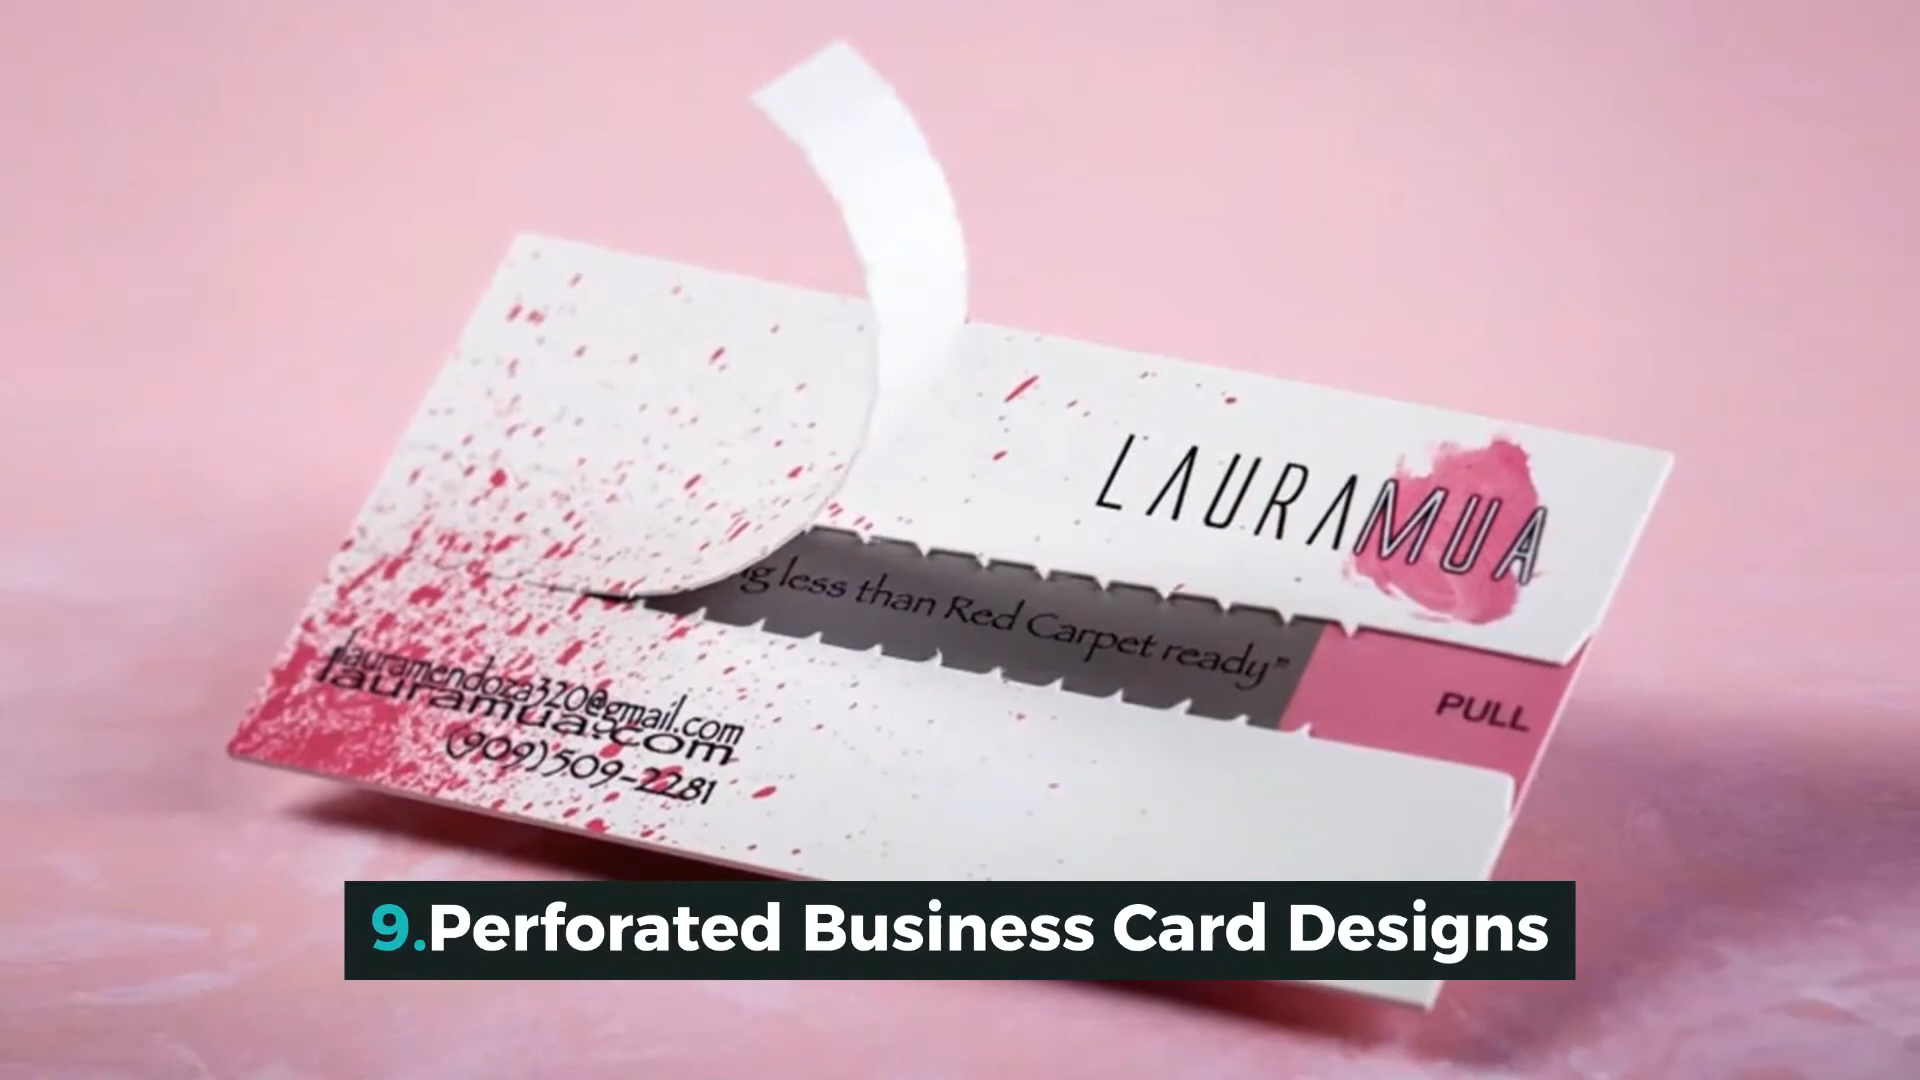 LAURAMUA
less than Red Carpet ready"
PULL
lauramendoza320@gmail.com
lauramua5.com
(909)509-2281
9.Perforated Business Card Designs